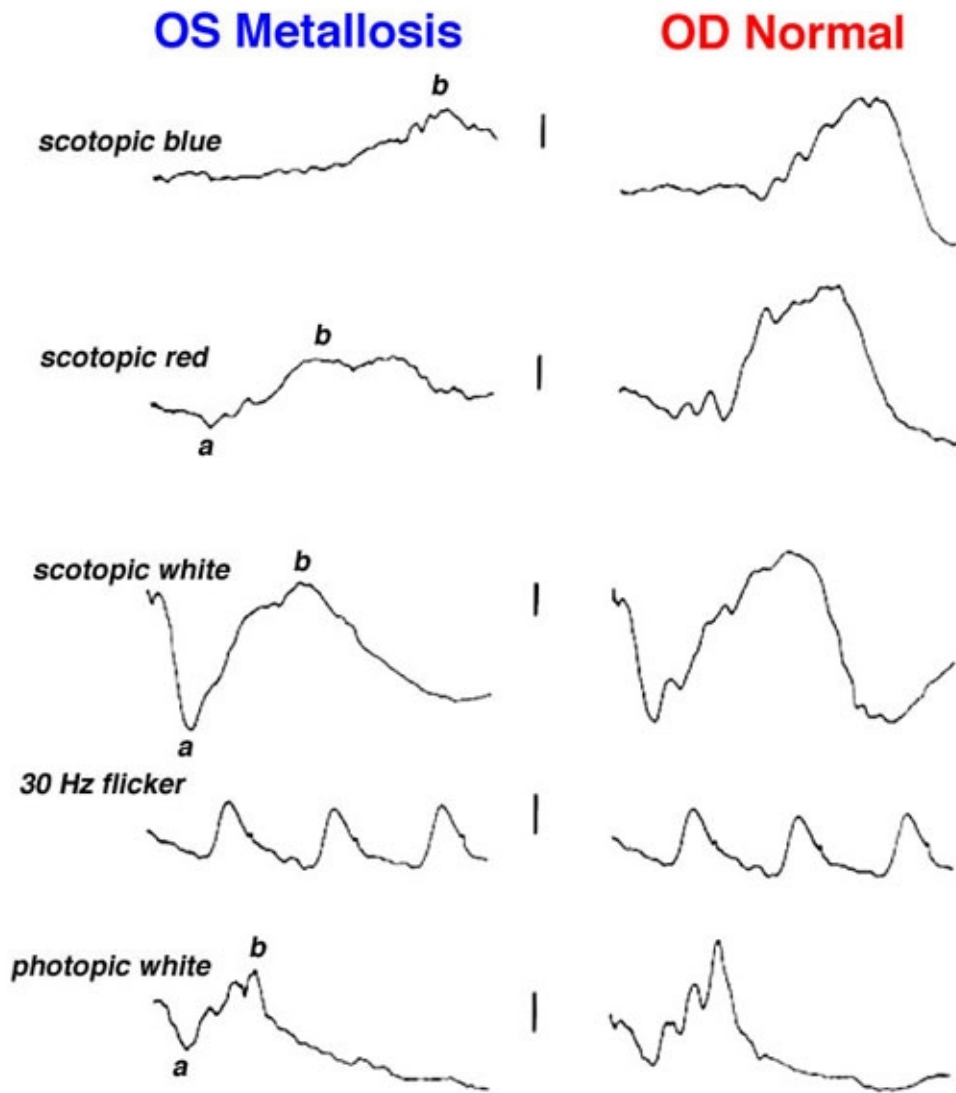 OS Metallosis
OD Normal
b
scotopic blue
b
scotopic red
a
b
scotopic white
a
30 Hz flicker
b
photopic white
a